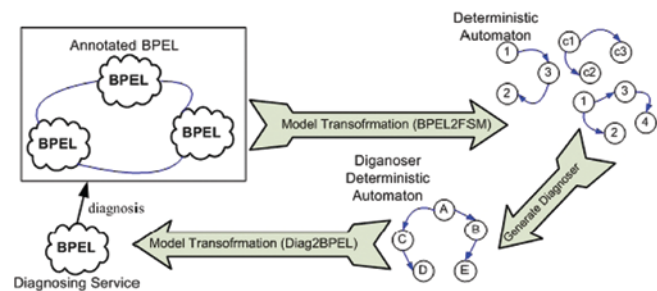 Annotated BPEL
BPEL
BPEL
BPEL
Model Transofrmation (BPEL2FSM)
Deterministic
Automaton
1
3
2
c1
c3
c2
1
3
2
4
Generate Diagnoser
Diganoser
Deterministic
Automaton
A
C
B
D
E
Model Transofrmation (Diag2BPEL)
diagnosis
BPEL
Diagnosing Service